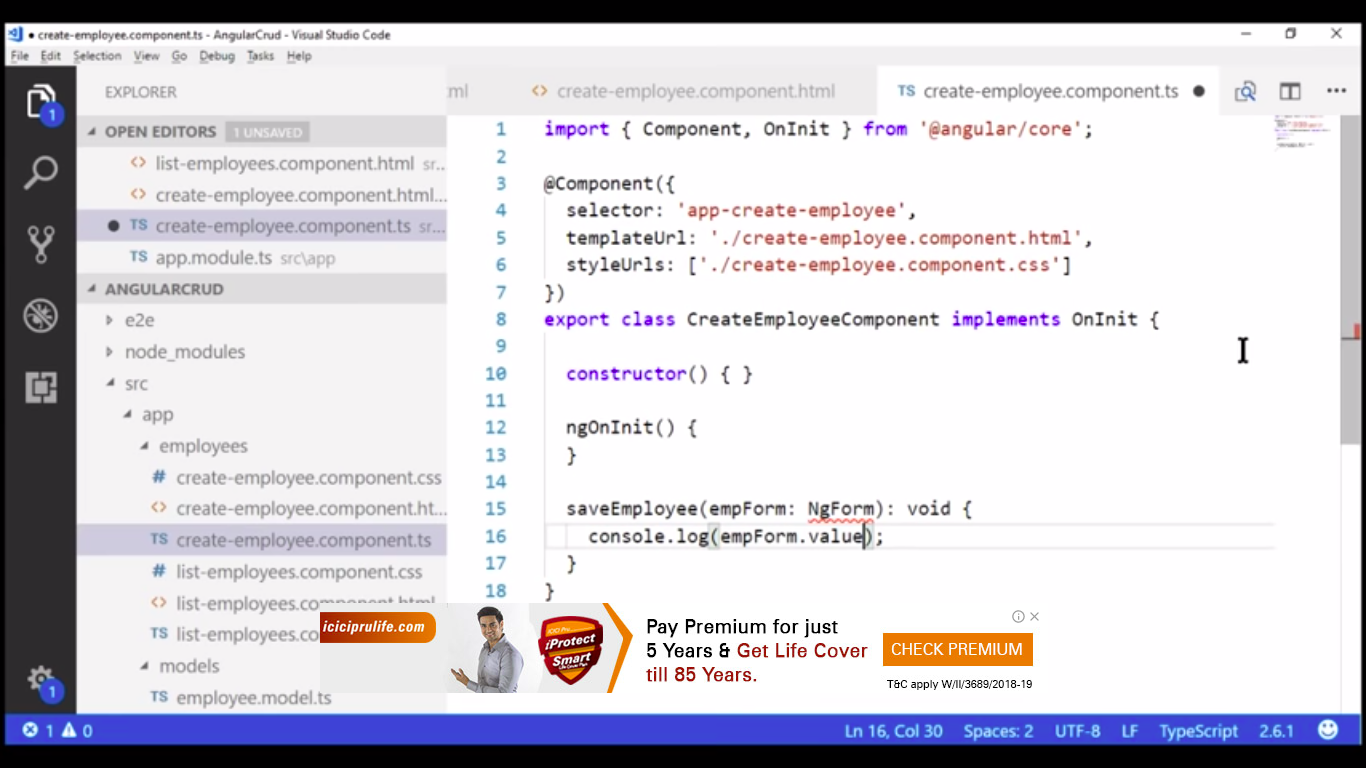 create-employee.component.ts - AngularCrud - Visual Studio Code
File Edit Selection View Go Debug Tasks Help
EXPLORER
OPEN EDITORS 1 UNSAVED
<> list-employees.component.html sr...
<> create-employee.component.html...
TS create-employee.component.ts sr...
TS app.module.ts src\app
ANGULARCRUD
e2e
node_modules
src
app
employees
# create-employee.component.css
<> create-employee.component.ht...
TS create-employee.component.ts
# list-employees.component.css
<> list-employees.component.html
TS list-employees.co
models
TS employee.model.ts
1
1
ml <> create-employee.component.html TS create-employee.component.ts
1 import { Component, OnInit } from '@angular/core';
2
3 @Component({
4 selector: 'app-create-employee',
5 templateUrl: './create-employee.component.html',
6 styleUrls: ['./create-employee.component.css']
7 })
8 export class CreateEmployeeComponent implements OnInit {
9
10 constructor() { }
11
12 ngOnInit() {
13 }
14
15 saveEmployee(empForm: NgForm): void {
16 console.log(empForm.value);
17 }
18 }
iciciprulife.com
iProtect
Smart
Pay Premium for just
5 Years & Get Life Cover
till 85 Years.
CHECK PREMIUM
T&C apply W/II/3689/2018-19
1 0 Ln 16, Col 30 Spaces: 2 UTF-8 LF TypeScript 2.6.1